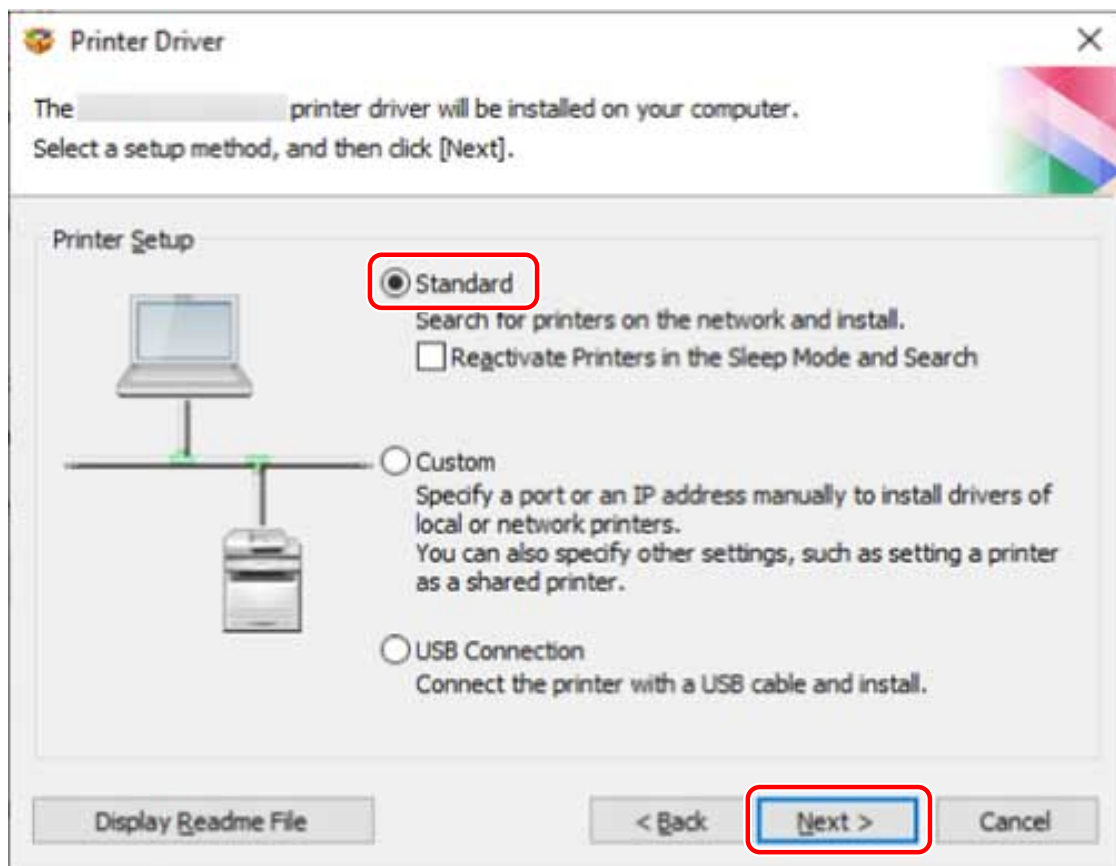 Printer Driver
The printer driver will be installed on your computer.
Select a setup method, and then click [Next].
Printer Setup
Standard
Search for printers on the network and install.
Reactivate Printers in the Sleep Mode and Search
Custom
Specify a port or an IP address manually to install drivers of
local or network printers.
You can also specify other settings, such as setting a printer
as a shared printer.
USB Connection
Connect the printer with a USB cable and install.
Display Readme File
< Back
Next >
Cancel